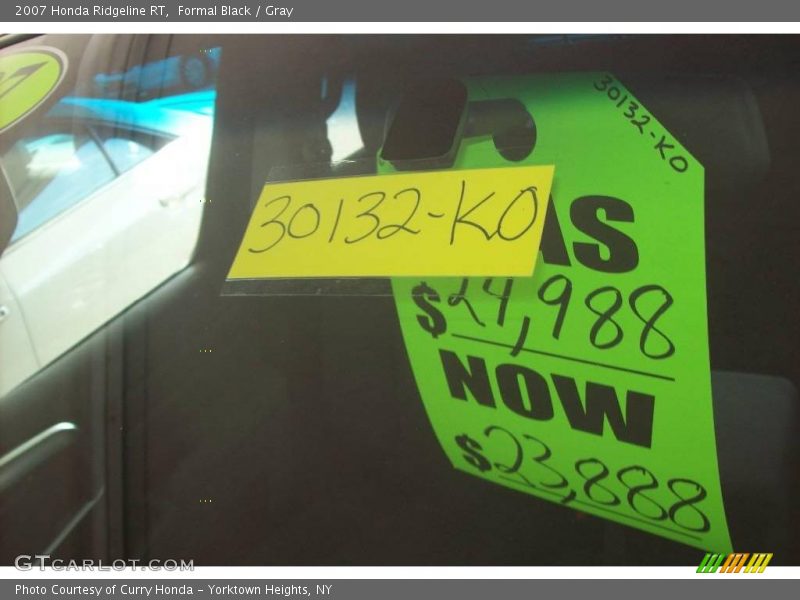 2007 Honda Ridgeline RT, Formal Black / Gray
30132-KO
30132-KO
AS
$24,988
NOW
$23,888
GTCARLOT.COM
Photo Courtesy of Curry Honda - Yorktown Heights, NY